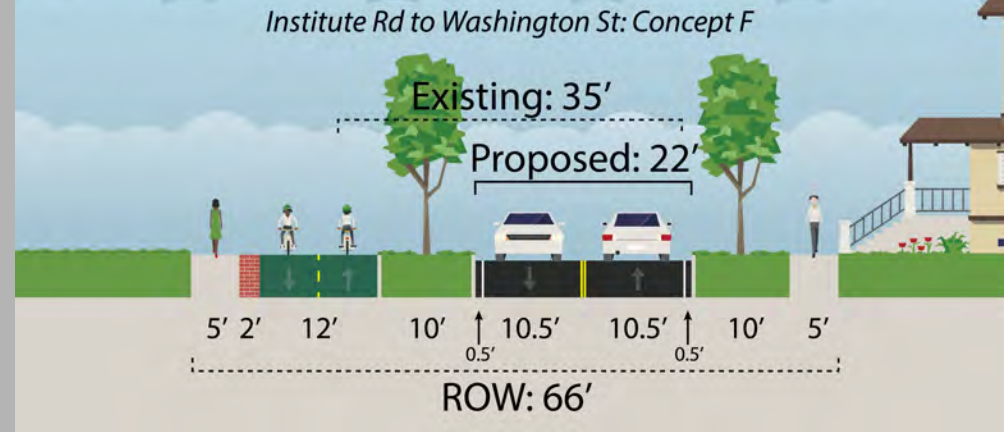 Institute Rd to Washington St: Concept F
Existing: 35’
Proposed: 22’
5’ 2’ 12’ 10’ 10.5’ 10.5’ 10’ 5’
0.5’ 0.5’
ROW: 66’